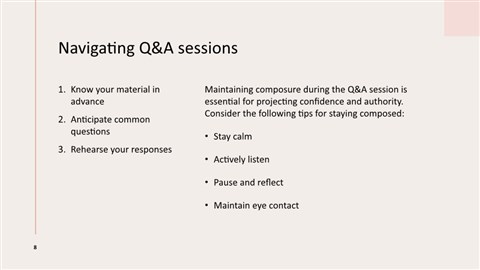 Navigating Q&A sessions
1. Know your material in
advance
2. Anticipate common
questions
3. Rehearse your responses
Maintaining composure during the Q&A session is
essential for projecting confidence and authority.
Consider the following tips for staying composed:
• Stay calm
• Actively listen
• Pause and reflect
• Maintain eye contact
8